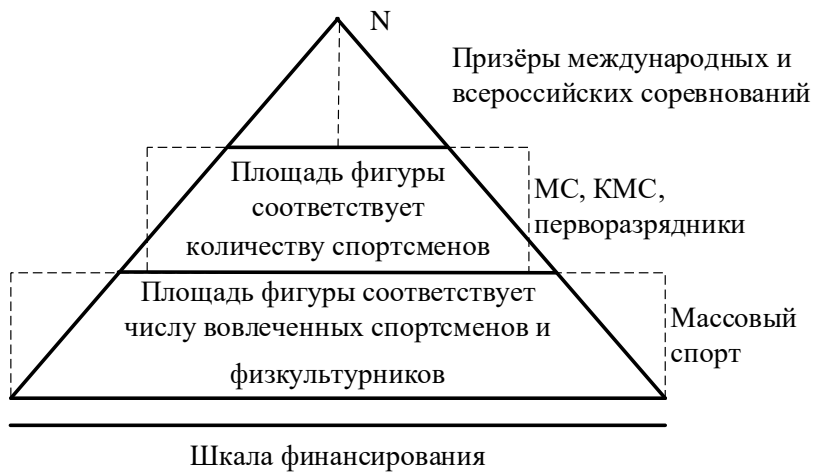 N
Призёры международных и
всероссийских соревнований
Площадь фигуры
соответствует
количеству спортсменов
МС, КМС,
перворазрядники
Площадь фигуры соответствует
числу вовлеченных спортсменов и
физкультурников
Массовый
спорт
Шкала финансирования